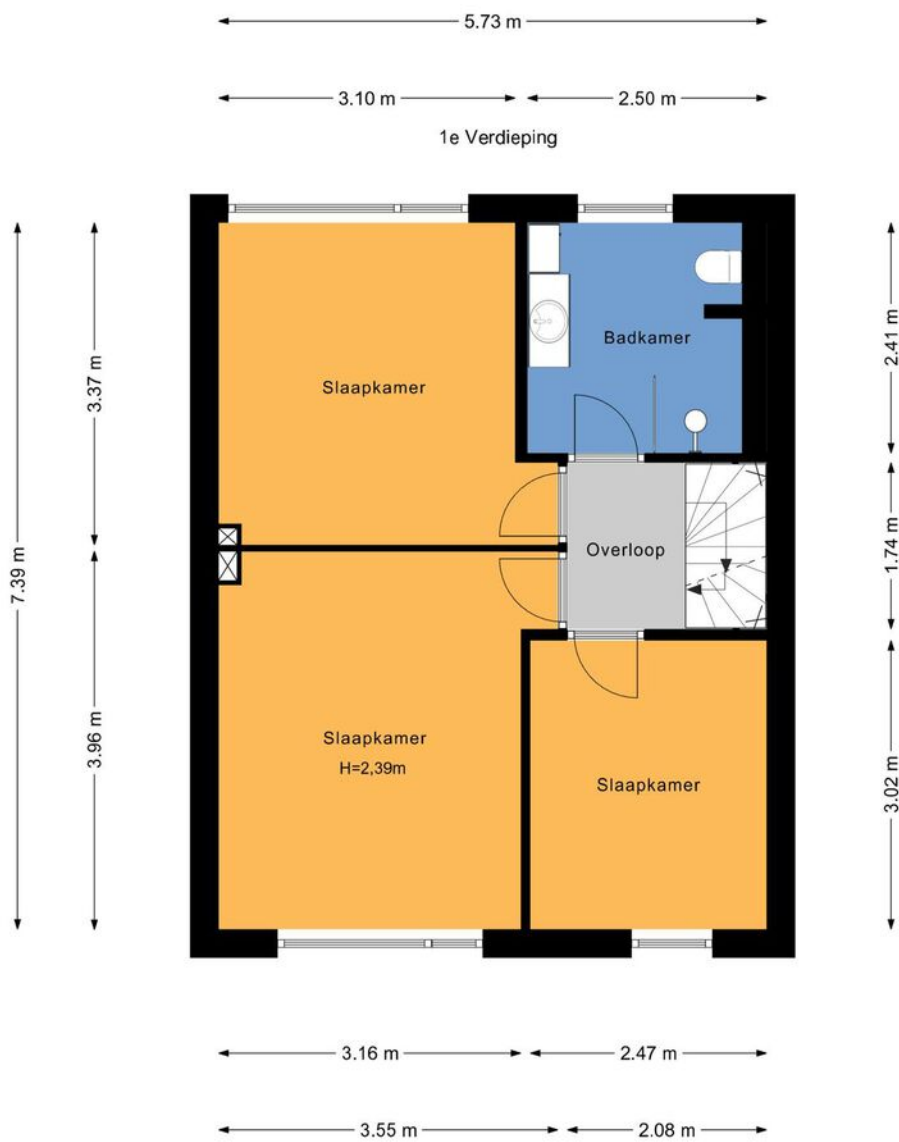 5.73 m
3.10 m
2.50 m
1e Verdieping
7.39 m
3.37 m
3.96 m
Slaapkamer
Badkamer
Overloop
Slaapkamer
H=2,39m
Slaapkamer
2.41 m
1.74 m
3.02 m
3.16 m
2.47 m
3.55 m
2.08 m